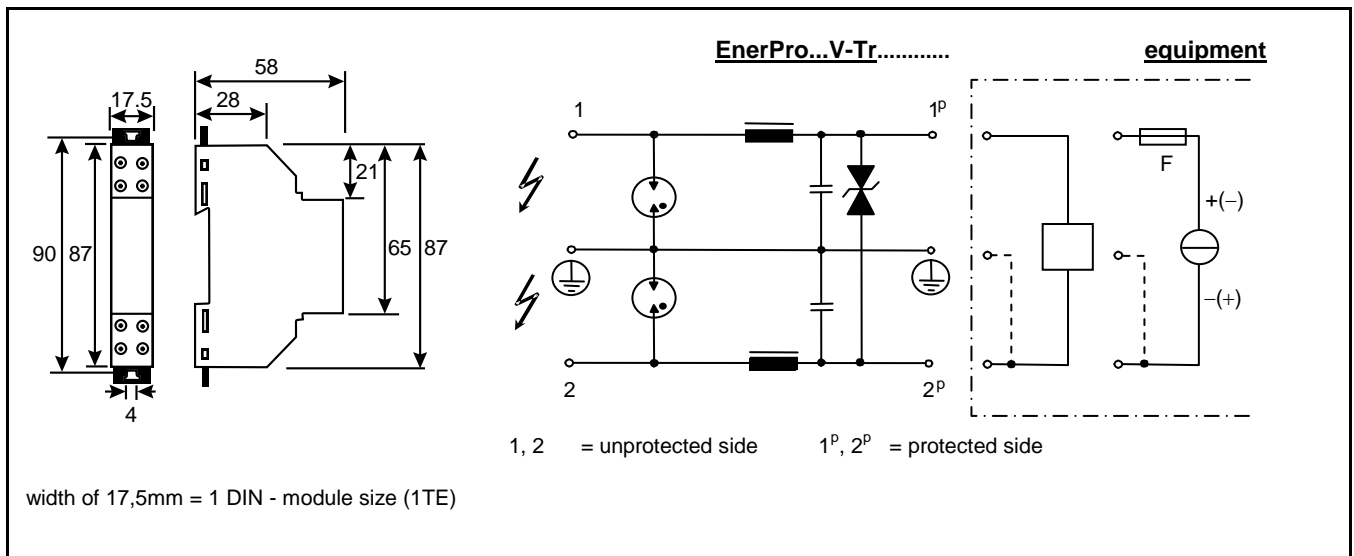 EnerPro...V-Tr............ equipment
58
17.5
28
1
1ᵖ
21
F
+(−)
90
87
65
87
−(+)
2
2ᵖ
4
1, 2 = unprotected side 1ᵖ, 2ᵖ = protected side
width of 17,5mm = 1 DIN - module size (1TE)